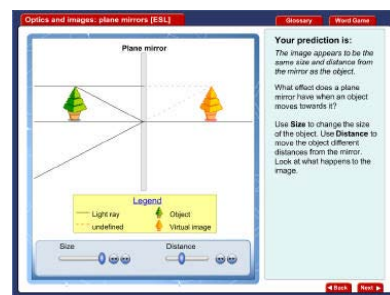 Optics and images: plane mirrors [ESL]
Glossary
Word Game
Plane mirror
Legend
Light ray
Object
undefined
Virtual image
Size
Distance
Your prediction is:
The image appears to be the
same size and distance from
the mirror as the object.
What effect does a plane
mirror have when an object
moves towards it?
Use Size to change the size
of the object. Use Distance to
move the object different
distances from the mirror.
Look at what happens to the
image.
Back
Next